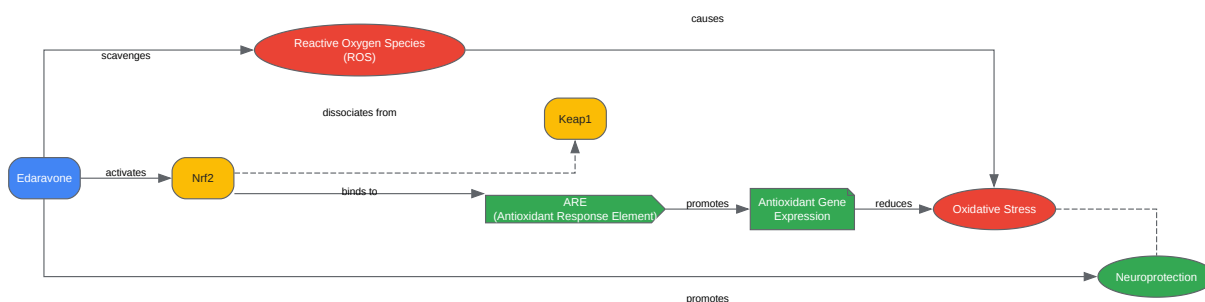 causes
scavenges
Reactive Oxygen Species
(ROS)
dissociates from
Keap1
Edaravone
activates
Nrf2
binds to
ARE
(Antioxidant Response Element)
promotes
Antioxidant Gene
Expression
reduces
Oxidative Stress
Neuroprotection
promotes